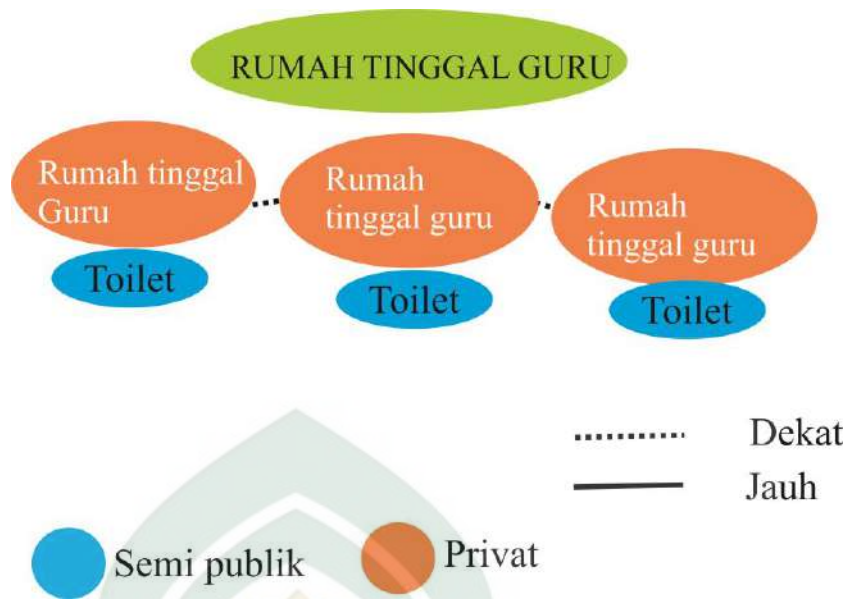 RUMAH TINGGAL GURU
Rumah tinggal
Guru
Rumah
tinggal guru
Rumah
tinggal guru
Toilet
Toilet
Toilet
Dekat
Jauh
Semi publik
Privat